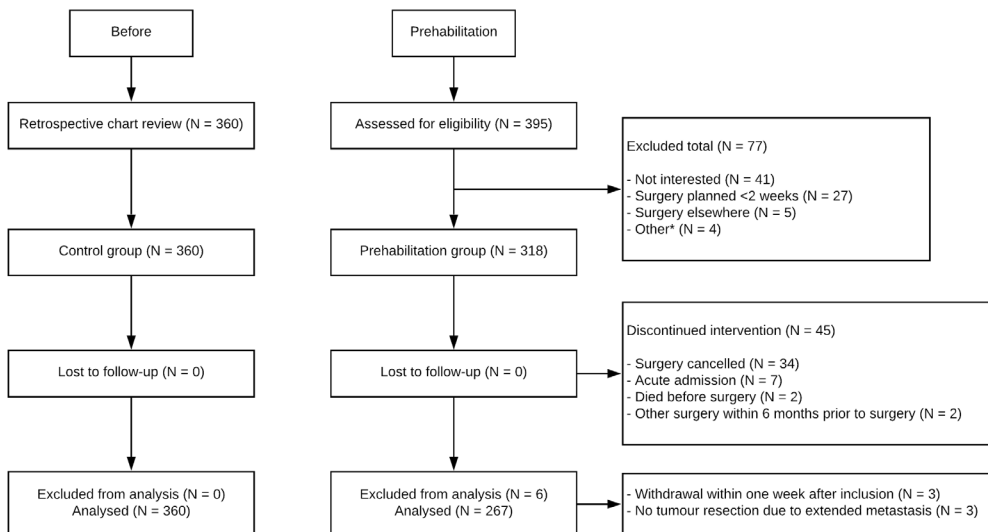 Before
Prehabilitation
Retrospective chart review (N = 360)
Assessed for eligibility (N = 395)
Excluded total (N = 77)
- Not interested (N = 41)
- Surgery planned <2 weeks (N = 27)
- Surgery elsewhere (N = 5)
- Other* (N = 4)
Control group (N = 360)
Prehabilitation group (N = 318)
Discontinued intervention (N = 45)
- Surgery cancelled (N = 34)
- Acute admission (N = 7)
- Died before surgery (N = 2)
- Other surgery within 6 months prior to surgery (N = 2)
Lost to follow-up (N = 0)
Lost to follow-up (N = 0)
Excluded from analysis (N = 0)
Analysed (N = 360)
Excluded from analysis (N = 6)
Analysed (N = 267)
- Withdrawal within one week after inclusion (N = 3)
- No tumour resection due to extended metastasis (N = 3)